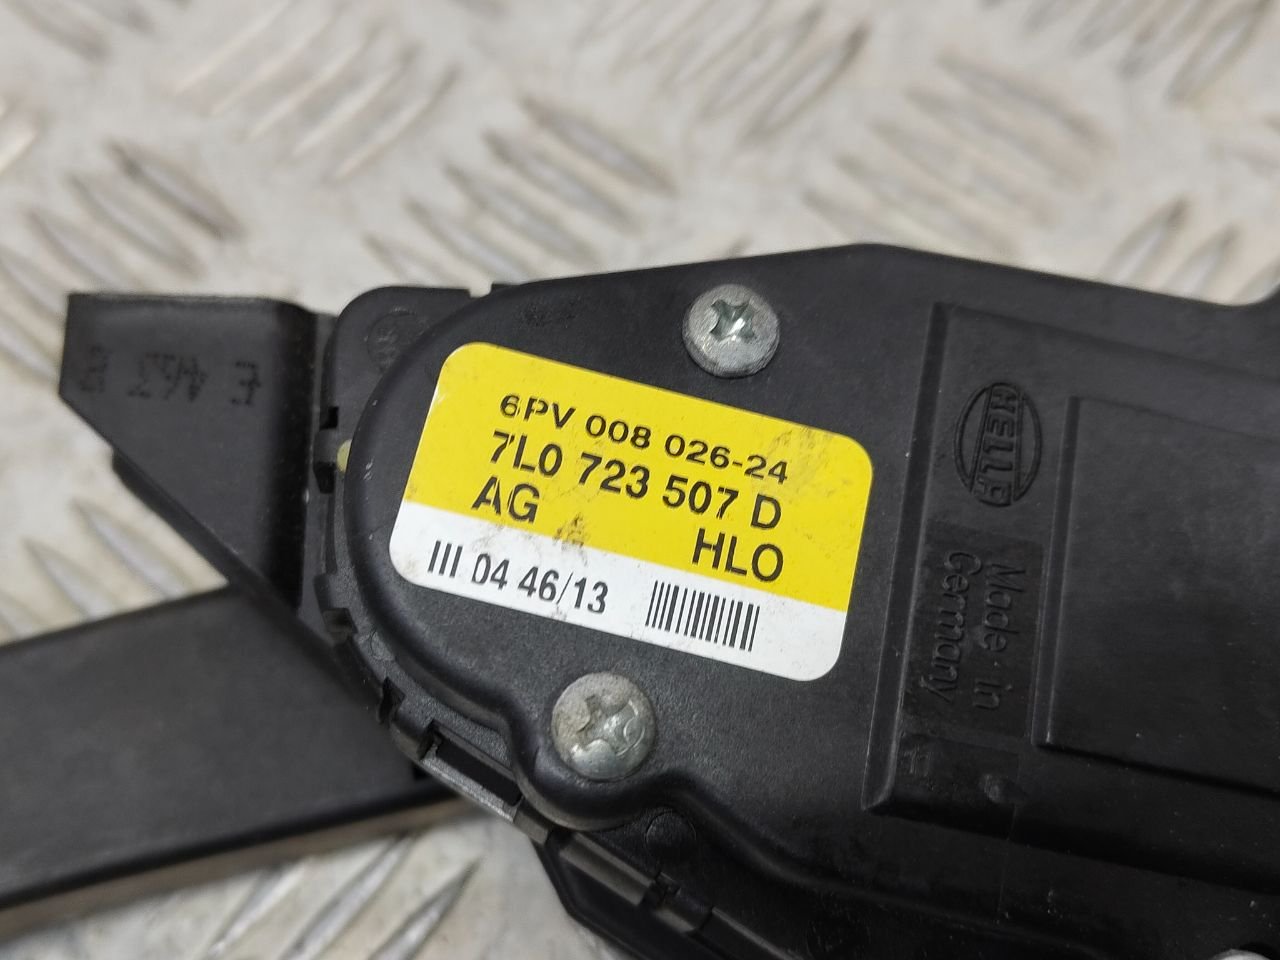 6PV 008 026-24
7L0 723 507 D
AG HLO
III 04 46/13
HELLA
Made in
Germany